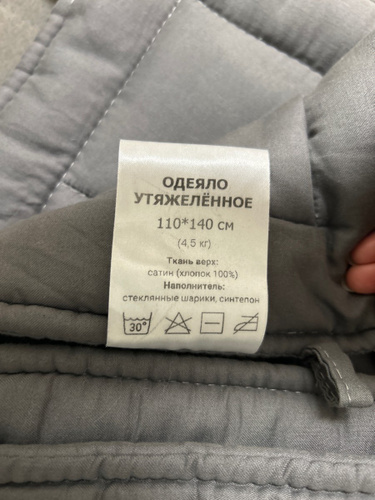 ОДЕЯЛО
УТЯЖЕЛЁННОЕ
110*140 см
(4,5 кг)
Ткань верх:
сатин (хлопок 100%)
Наполнитель:
стеклянные шарики, синтепон
30°